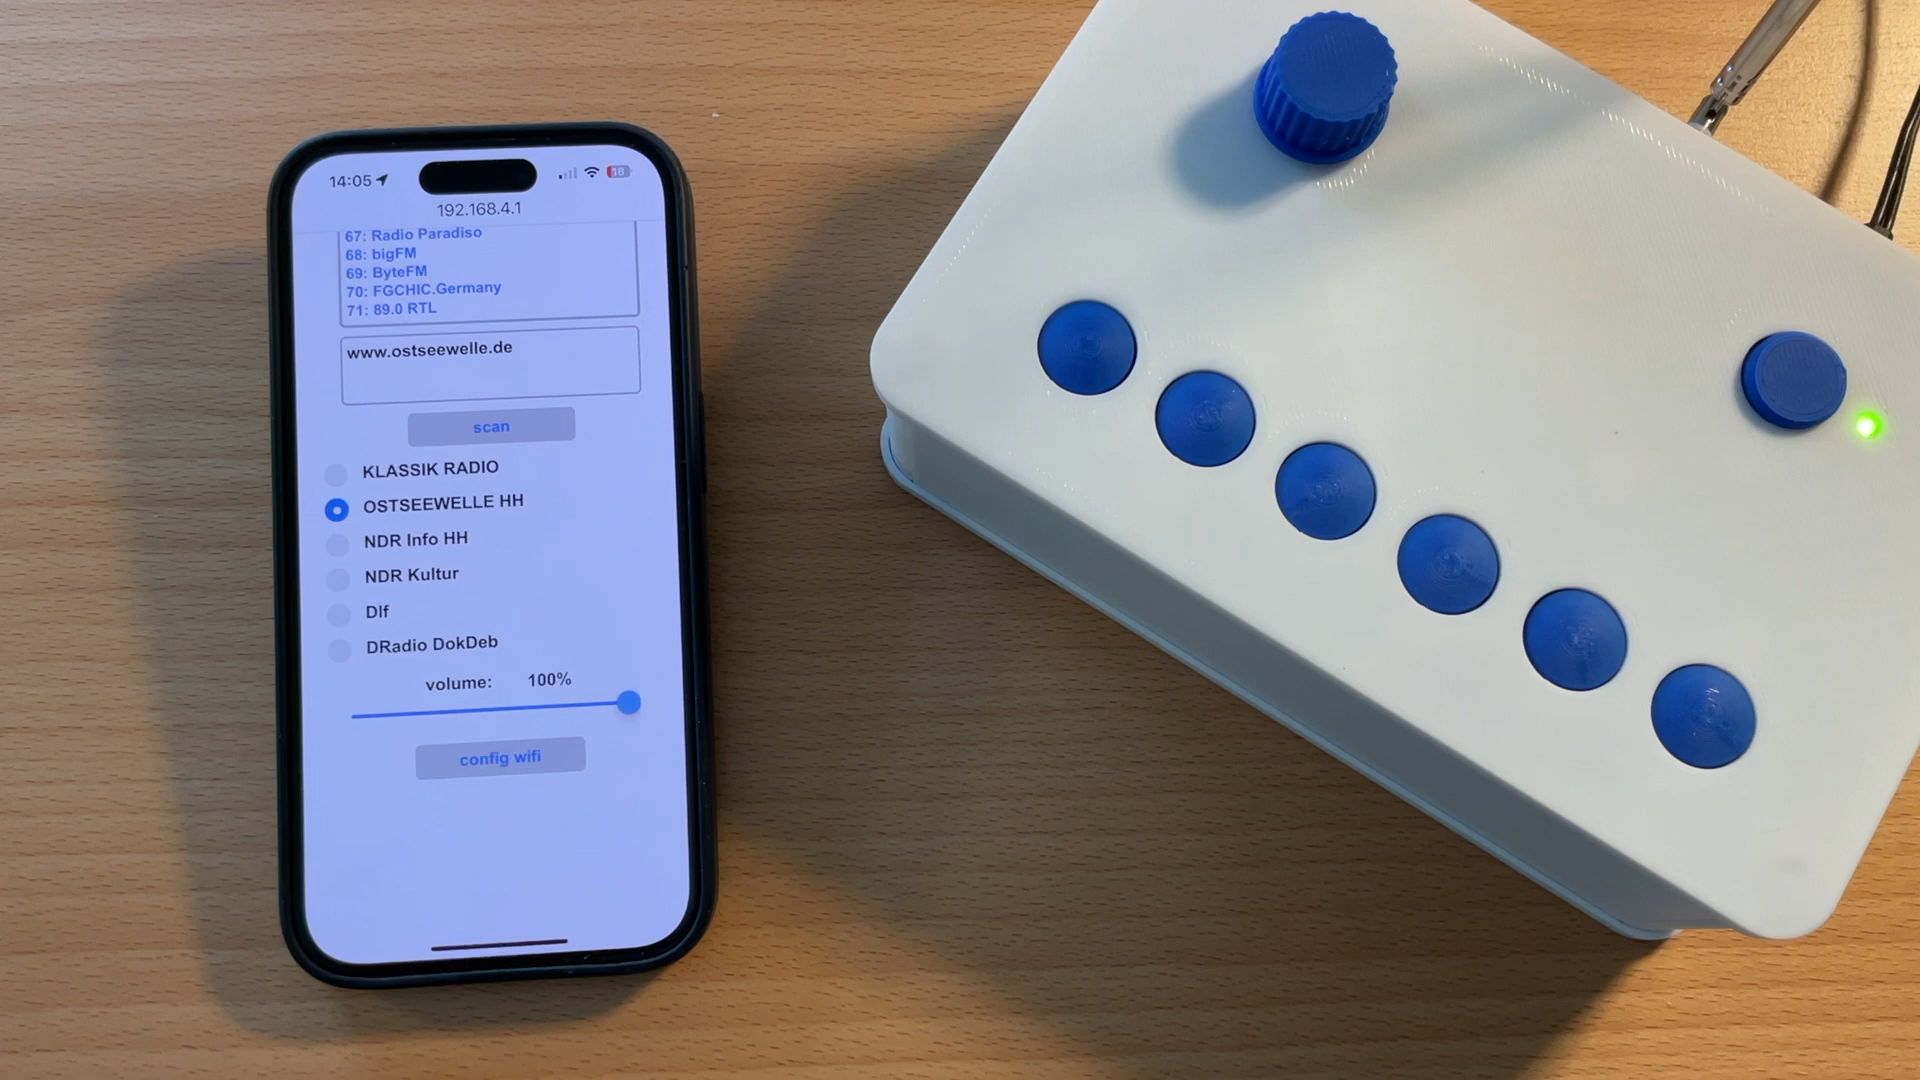 14:05
18
192.168.4.1
67: Radio Paradiso
68: bigFM
69: ByteFM
70: FGCHIC.Germany
71: 89.0 RTL
www.ostseewelle.de
scan
KLASSIK RADIO
OSTSEEWELLE HH
NDR Info HH
NDR Kultur
Dlf
DRadio DokDeb
volume: 100%
config wifi